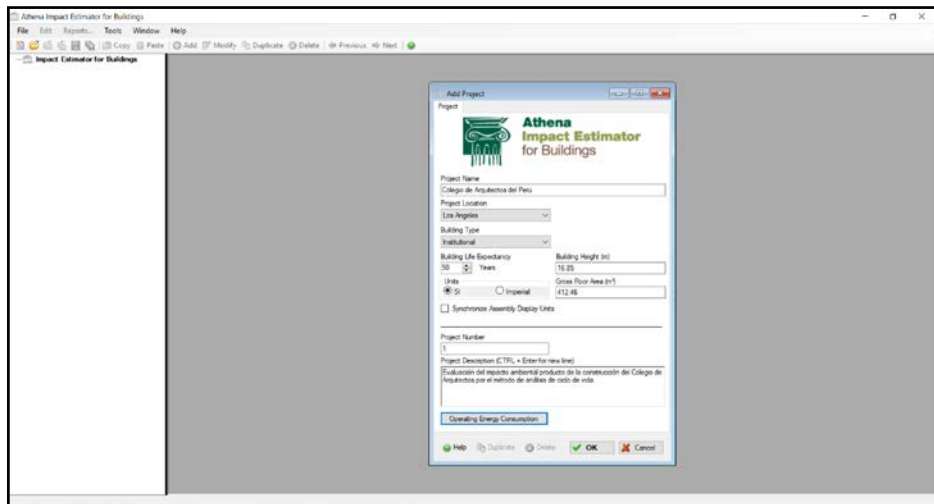 Athena Impact Estimator for Buildings
File Edit Reports... Tools Window Help
Copy Paste Add Modify Duplicate Delete Previous Next
Impact Estimator for Buildings
Add Project
Project
Athena
Impact Estimator
for Buildings
Project Name
Colegio de Arquitectos del Perú
Project Location
Los Angeles
Building Type
Institutional
Building Life Expectancy Building Height (m)
50 Years 16.85
Units Gross Floor Area (m²)
SI Imperial 412.46
Synchronize Assembly Display Units
Project Number
1
Project Description (CTRL + Enter for new line)
Evaluación del impacto ambiental producto de la construcción del Colegio de
Arquitectos por el método de análisis de ciclo de vida.
Operating Energy Consumption
Help Duplicate Delete OK Cancel